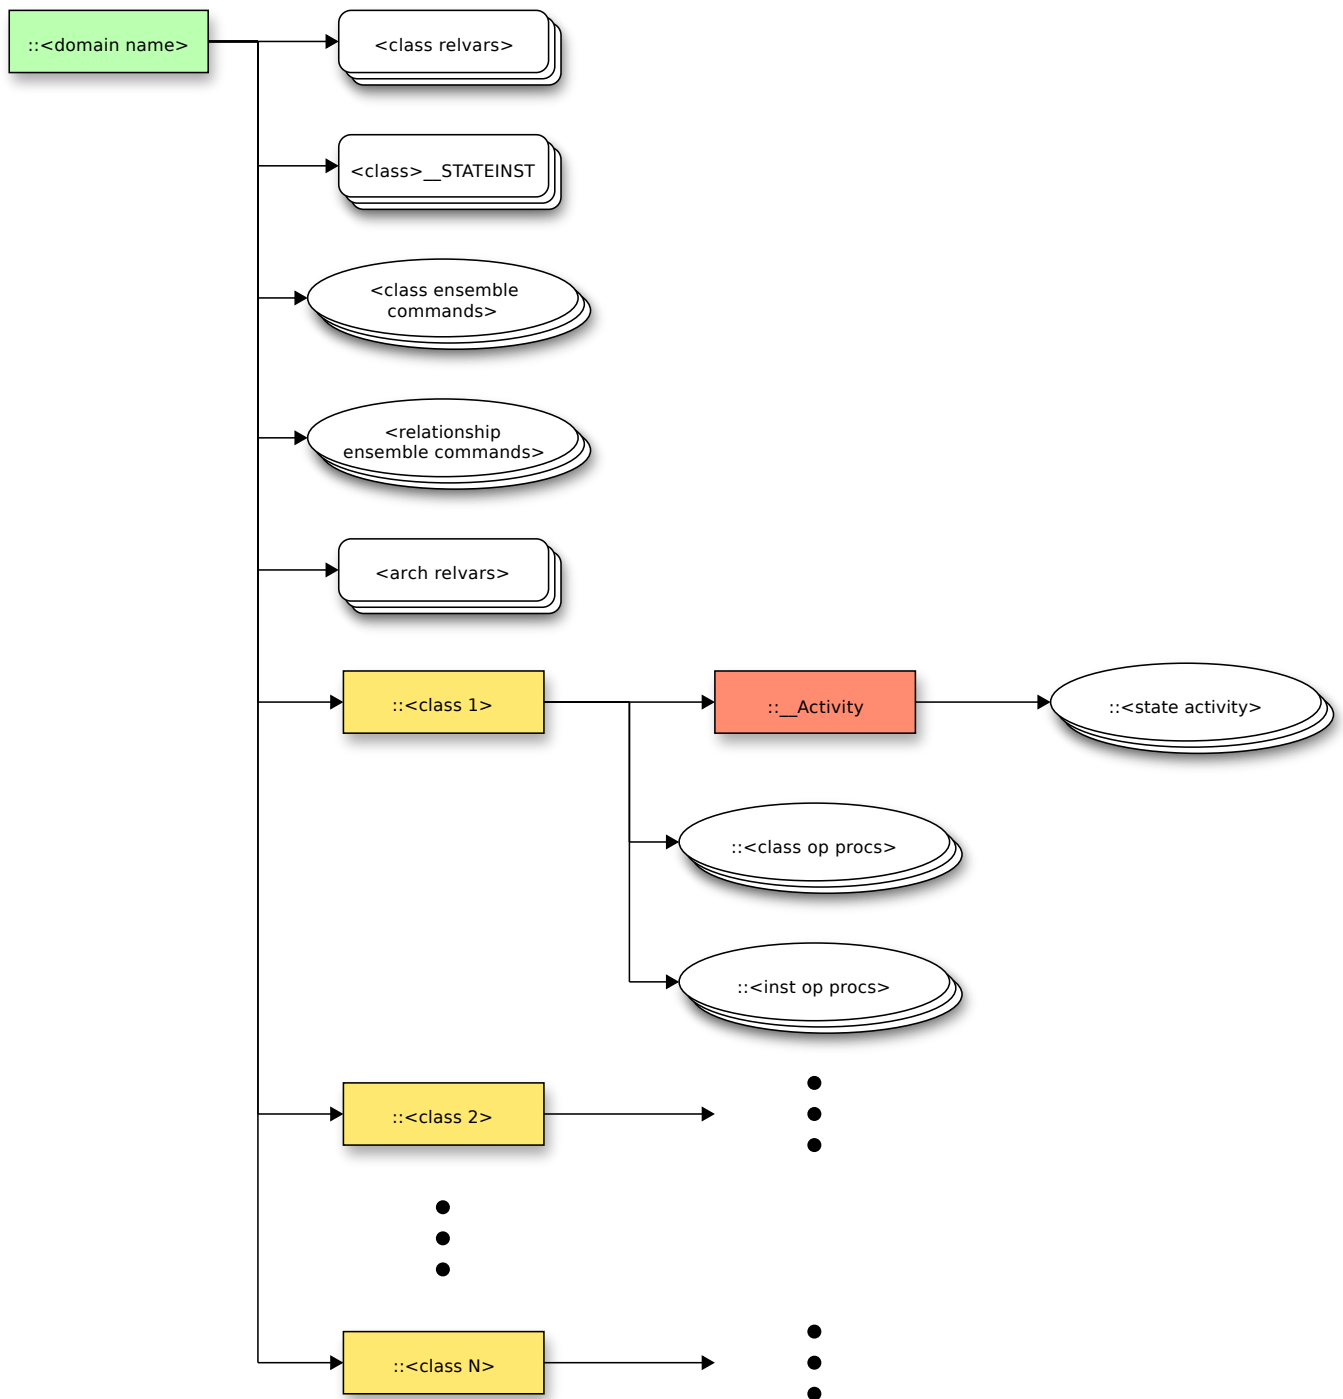 ::<domain name>
<class relvars>
<class>__STATEINST
<class ensemble
commands>
<relationship
ensemble commands>
<arch relvars>
::<class 1>
::__Activity
::<state activity>
::<class op procs>
::<inst op procs>
::<class 2>
::<class N>